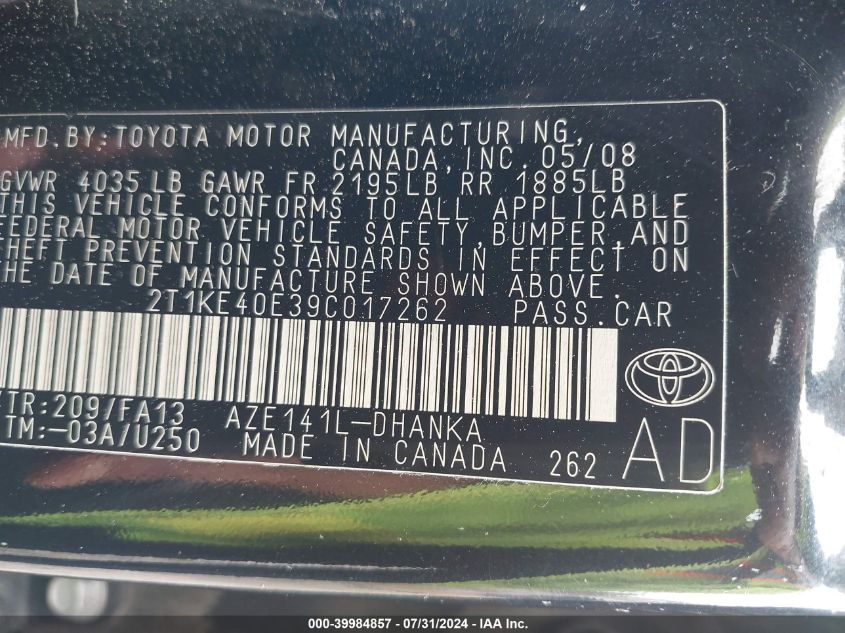 MFD. BY: TOYOTA MOTOR MANUFACTURING,
CANADA, INC. 05/08
GVWR 4035 LB GAWR FR 2195LB RR 1885LB
THIS VEHICLE CONFORMS TO ALL APPLICABLE
FEDERAL MOTOR VEHICLE SAFETY, BUMPER, AND
THEFT PREVENTION STANDARDS IN EFFECT ON
THE DATE OF MANUFACTURE SHOWN ABOVE.
2T1KE40E39C017262 PASS. CAR
/TR: 209/FA13 AZE141L-DHANKA
TM: -03A/U250 MADE IN CANADA 262 AD
000-39984857 / 07/31/2024 - IAA Inc.